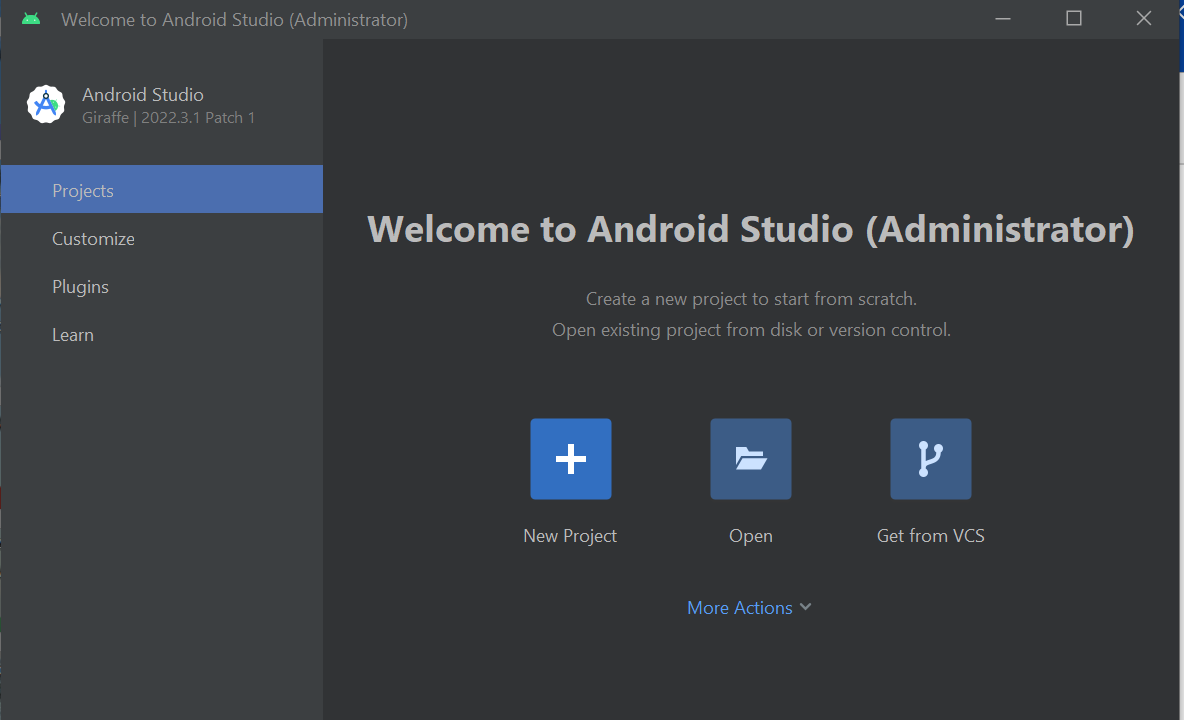 Welcome to Android Studio (Administrator)
Android Studio
Giraffe | 2022.3.1 Patch 1
Projects
Customize
Plugins
Learn
Welcome to Android Studio (Administrator)
Create a new project to start from scratch.
Open existing project from disk or version control.
New Project
Open
Get from VCS
More Actions